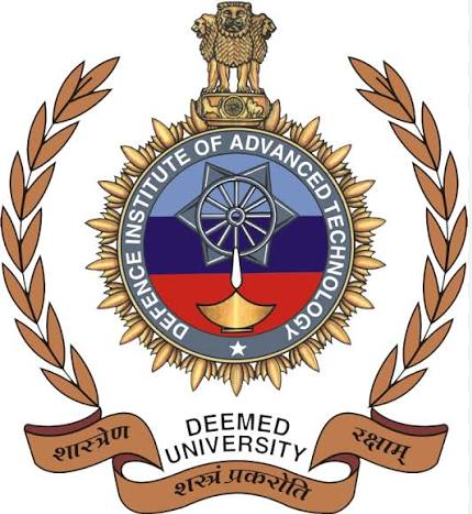 DEFENCE INSTITUTE OF ADVANCED TECHNOLOGY
DEEMED
UNIVERSITY
शास्त्रेण
शस्त्रं प्रकरोति
रक्षाम्